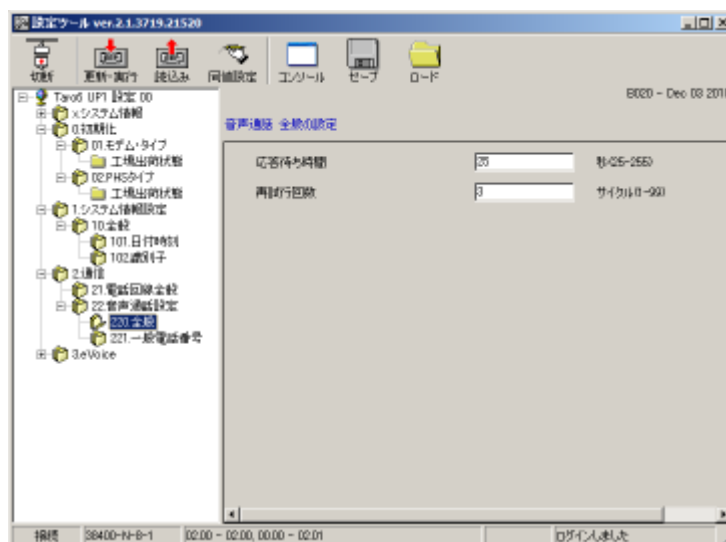 設定ツール ver.2.1.3719.21520
切断 更新・実行 読込み 同値設定 コンソール セーブ ロード
Taro6 UP1 設定 00
x.システム情報
0.初期化
01.モデム・タイプ
工場出荷状態
02.PHSタイプ
工場出荷状態
1.システム情報設定
10.全般
101.日付時刻
102.識別子
2.通信
21.電話回線全般
22.音声通話設定
220.全般
221.一般電話番号
3.eVoice
B020 - Dec 03 201
音声通話 全般の設定
応答待ち時間 25 秒(25-255)
再試行回数 3 サイクル(1-99)
接続 38400-N-8-1 02:00 - 02:00, 00:00 - 02:01 ログインしました